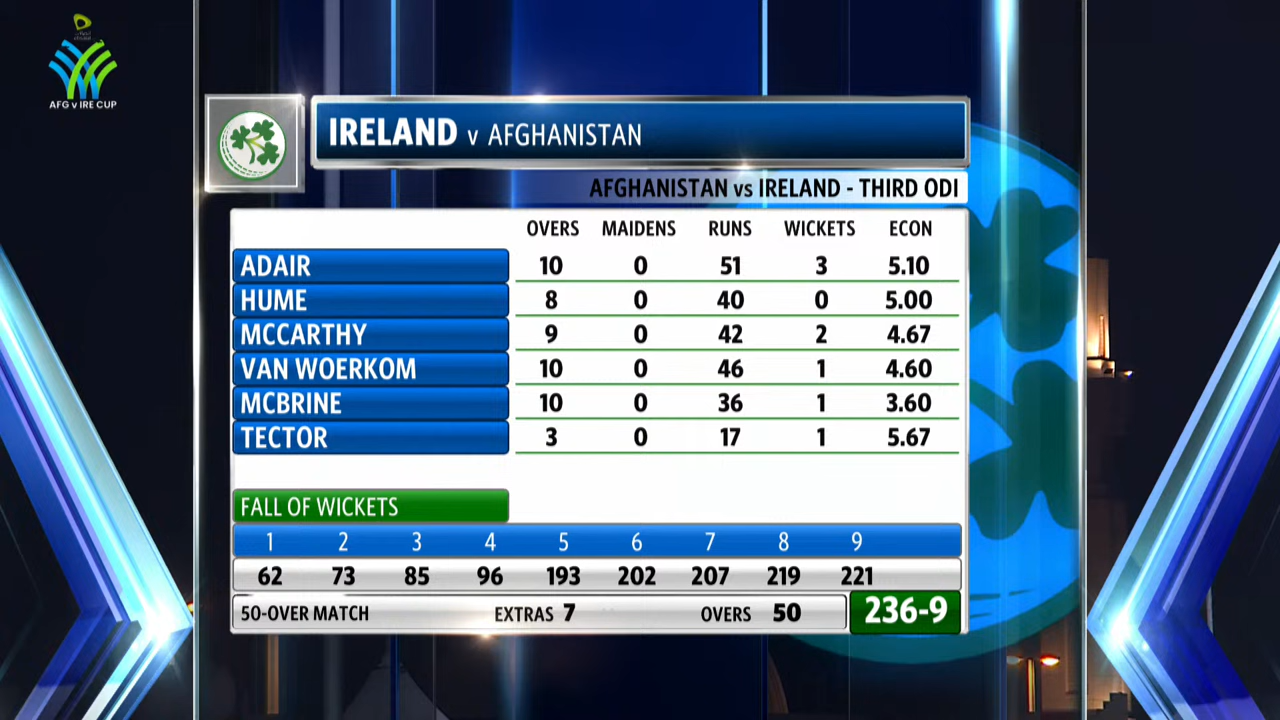 AFG v IRE CUP
IRELAND v AFGHANISTAN
AFGHANISTAN vs IRELAND - THIRD ODI
OVERS MAIDENS RUNS WICKETS ECON
ADAIR 10 0 51 3 5.10
HUME 8 0 40 0 5.00
MCCARTHY 9 0 42 2 4.67
VAN WOERKOM 10 0 46 1 4.60
MCBRINE 10 0 36 1 3.60
TECTOR 3 0 17 1 5.67
FALL OF WICKETS
1 2 3 4 5 6 7 8 9
62 73 85 96 193 202 207 219 221
50-OVER MATCH EXTRAS 7 OVERS 50 236-9